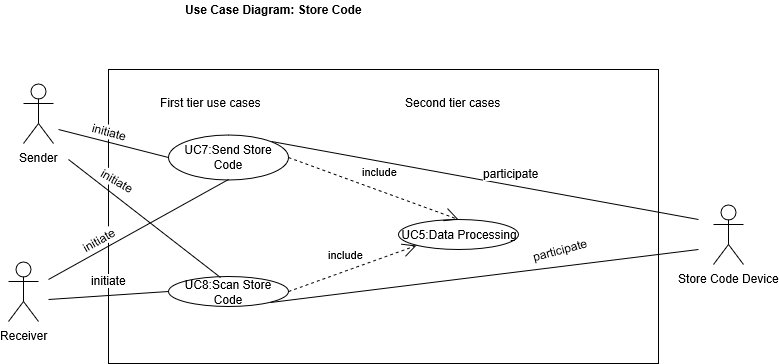 Use Case Diagram: Store Code
First tier use cases
Second tier cases
initiate
Sender
UC7:Send Store
Code
include
participate
initiate
initiate
UC5:Data Processing
include
participate
Store Code Device
initiate
UC8:Scan Store
Code
Receiver